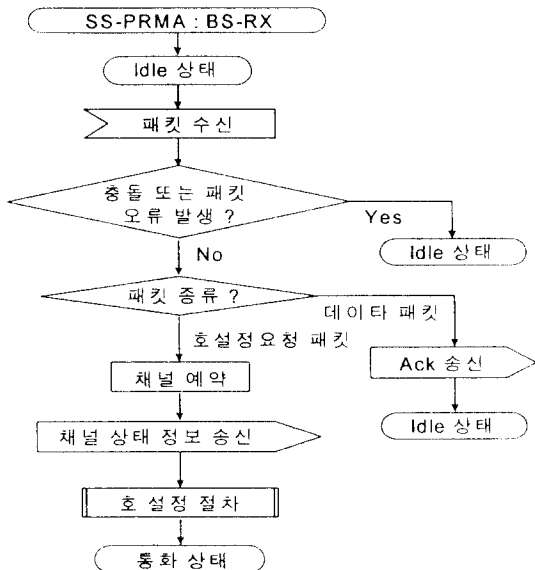 SS-PRMA : BS-RX
Idle 상태
패킷 수신
충돌 또는 패킷
오류 발생 ?
Yes
Idle 상태
No
패킷 종류 ?
데이타 패킷
호설정요청 패킷
Ack 송신
채널 예약
Idle 상태
채널 상태 정보 송신
호 설정 절차
통화 상태